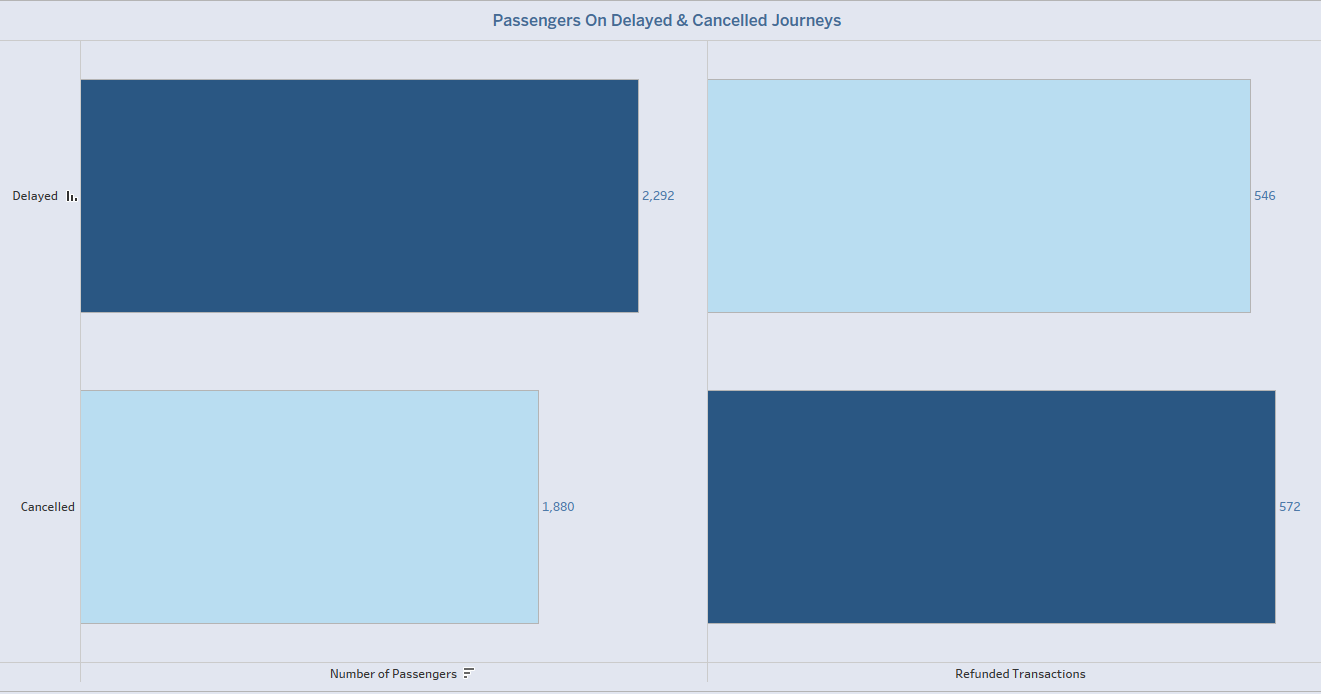 Passengers On Delayed & Cancelled Journeys
Delayed
2,292
546
Cancelled
1,880
572
Number of Passengers
Refunded Transactions